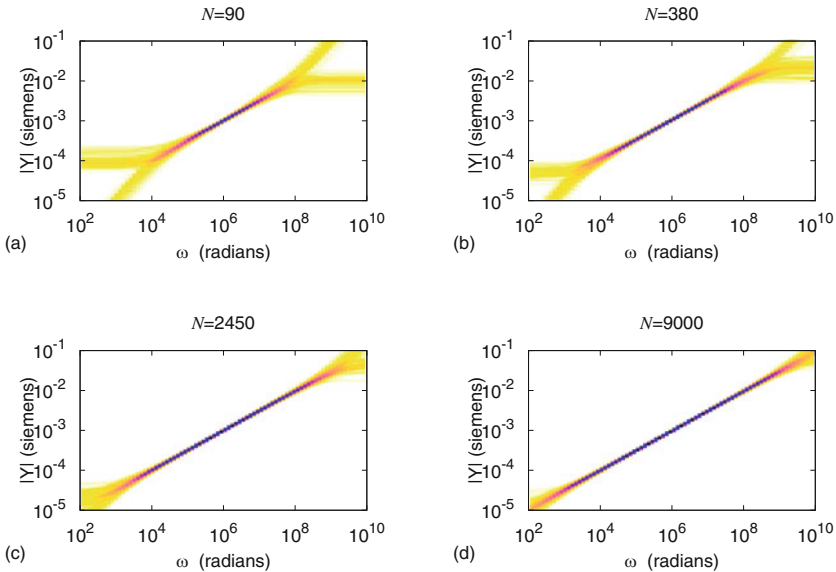 N=90
|Y| (siemens)
10^-1
10^-2
10^-3
10^-4
10^-5
10^2 10^4 10^6 10^8 10^10
ω (radians)
(a)
N=380
|Y| (siemens)
10^-1
10^-2
10^-3
10^-4
10^-5
10^2 10^4 10^6 10^8 10^10
ω (radians)
(b)
N=2450
|Y| (siemens)
10^-1
10^-2
10^-3
10^-4
10^-5
10^2 10^4 10^6 10^8 10^10
ω (radians)
(c)
N=9000
|Y| (siemens)
10^-1
10^-2
10^-3
10^-4
10^-5
10^2 10^4 10^6 10^8 10^10
ω (radians)
(d)